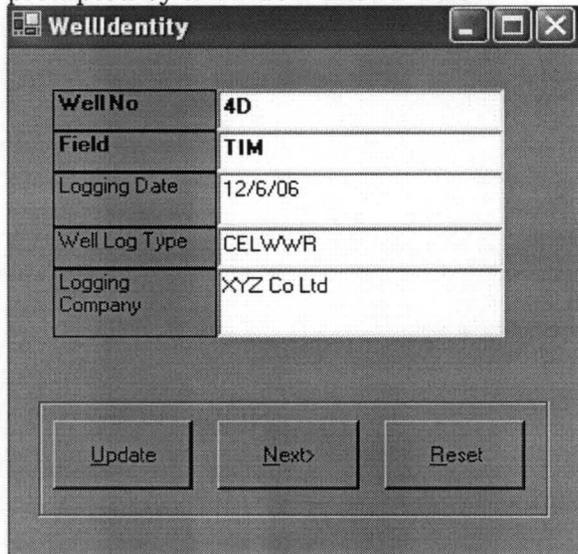 WellIdentity
Well No 4D
Field TIM
Logging Date 12/6/06
Well Log Type CELWWR
Logging Company XYZ Co Ltd
Update Next> Reset